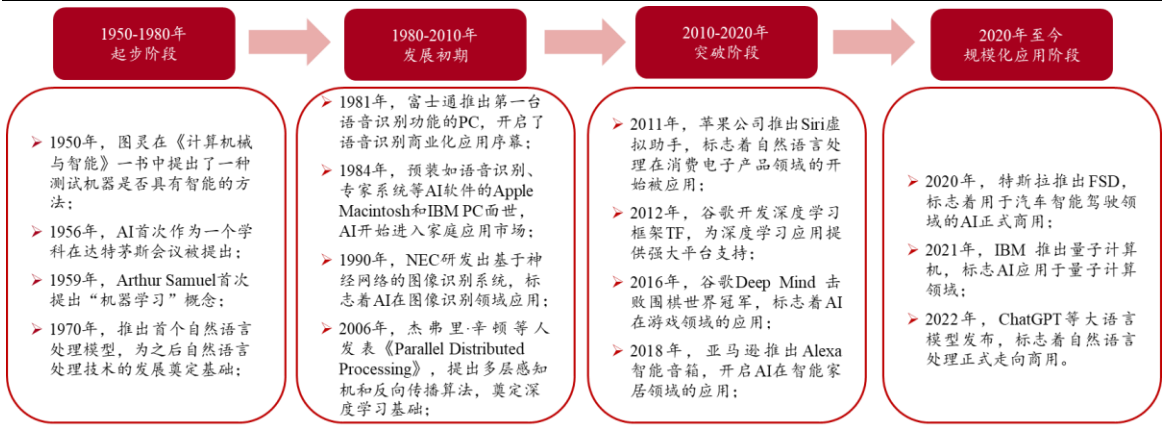 1950-1980年
起步阶段
1980-2010年
发展初期
2010-2020年
突破阶段
2020年至今
规模化应用阶段
1950年，图灵在《计算机械
与智能》一书中提出了一种
测试机器是否具有智能的方
法；
1956年，AI首次作为一个学
科在达特茅斯会议被提出；
1959年，Arthur Samuel首次
提出“机器学习”概念；
1970年，推出首个自然语言
处理模型，为之后自然语言
处理技术的发展奠定基础；
1981年，富士通推出第一台
语音识别功能的PC，开启了
语音识别商业化应用序幕；
1984年，预装如语音识别、
专家系统等AI软件的Apple
Macintosh和IBM PC面世，
AI开始进入家庭应用市场；
1990年，NEC研发出基于神
经网络的图像识别系统，标
志着AI在图像识别领域应用；
2006年，杰弗里·辛顿等人
发表《Parallel Distributed
Processing》，提出多层感知
机和反向传播算法，奠定深
度学习基础；
2011年，苹果公司推出Siri虚
拟助手，标志着自然语言处
理在消费电子产品领域的开
始被应用；
2012年，谷歌开发深度学习
框架TF，为深度学习应用提
供强大平台支持；
2016年，谷歌Deep Mind 击
败围棋世界冠军，标志着AI
在游戏领域的应用；
2018年，亚马逊推出Alexa
智能音箱，开启AI在智能家
居领域的应用；
2020年，特斯拉推出FSD，
标志着用于汽车智能驾驶领
域的AI正式商用；
2021年，IBM 推出量子计算
机，标志AI应用于量子计算
领域；
2022年，ChatGPT等大语言
模型发布，标志着自然语言
处理正式走向商用。